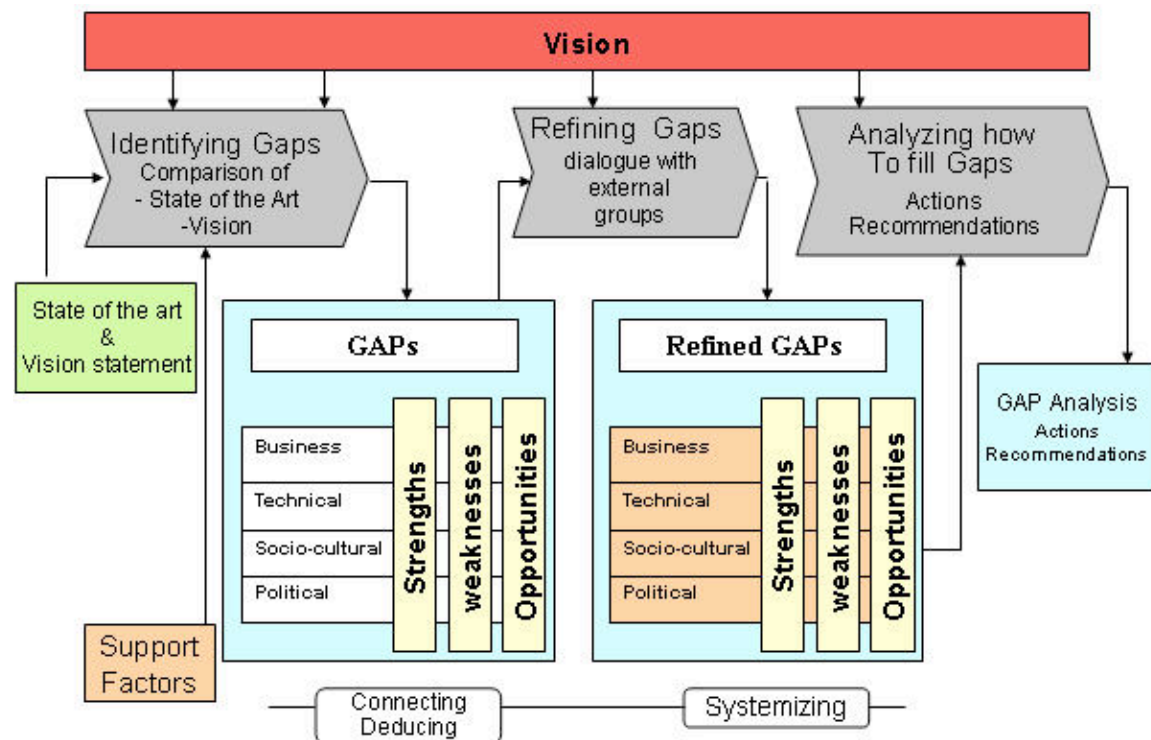 Vision
Identifying Gaps
Comparison of
- State of the Art
-Vision
Refining Gaps
dialogue with
external
groups
Analyzing how
To fill Gaps
Actions
Recommendations
State of the art
&
Vision statement
GAPs
Business
Technical
Socio-cultural
Political
Strengths
weaknesses
Opportunities
Refined GAPs
Business
Technical
Socio-cultural
Political
Strengths
weaknesses
Opportunities
GAP Analysis
Actions
Recommendations
Support
Factors
Connecting
Deducing
Systemizing